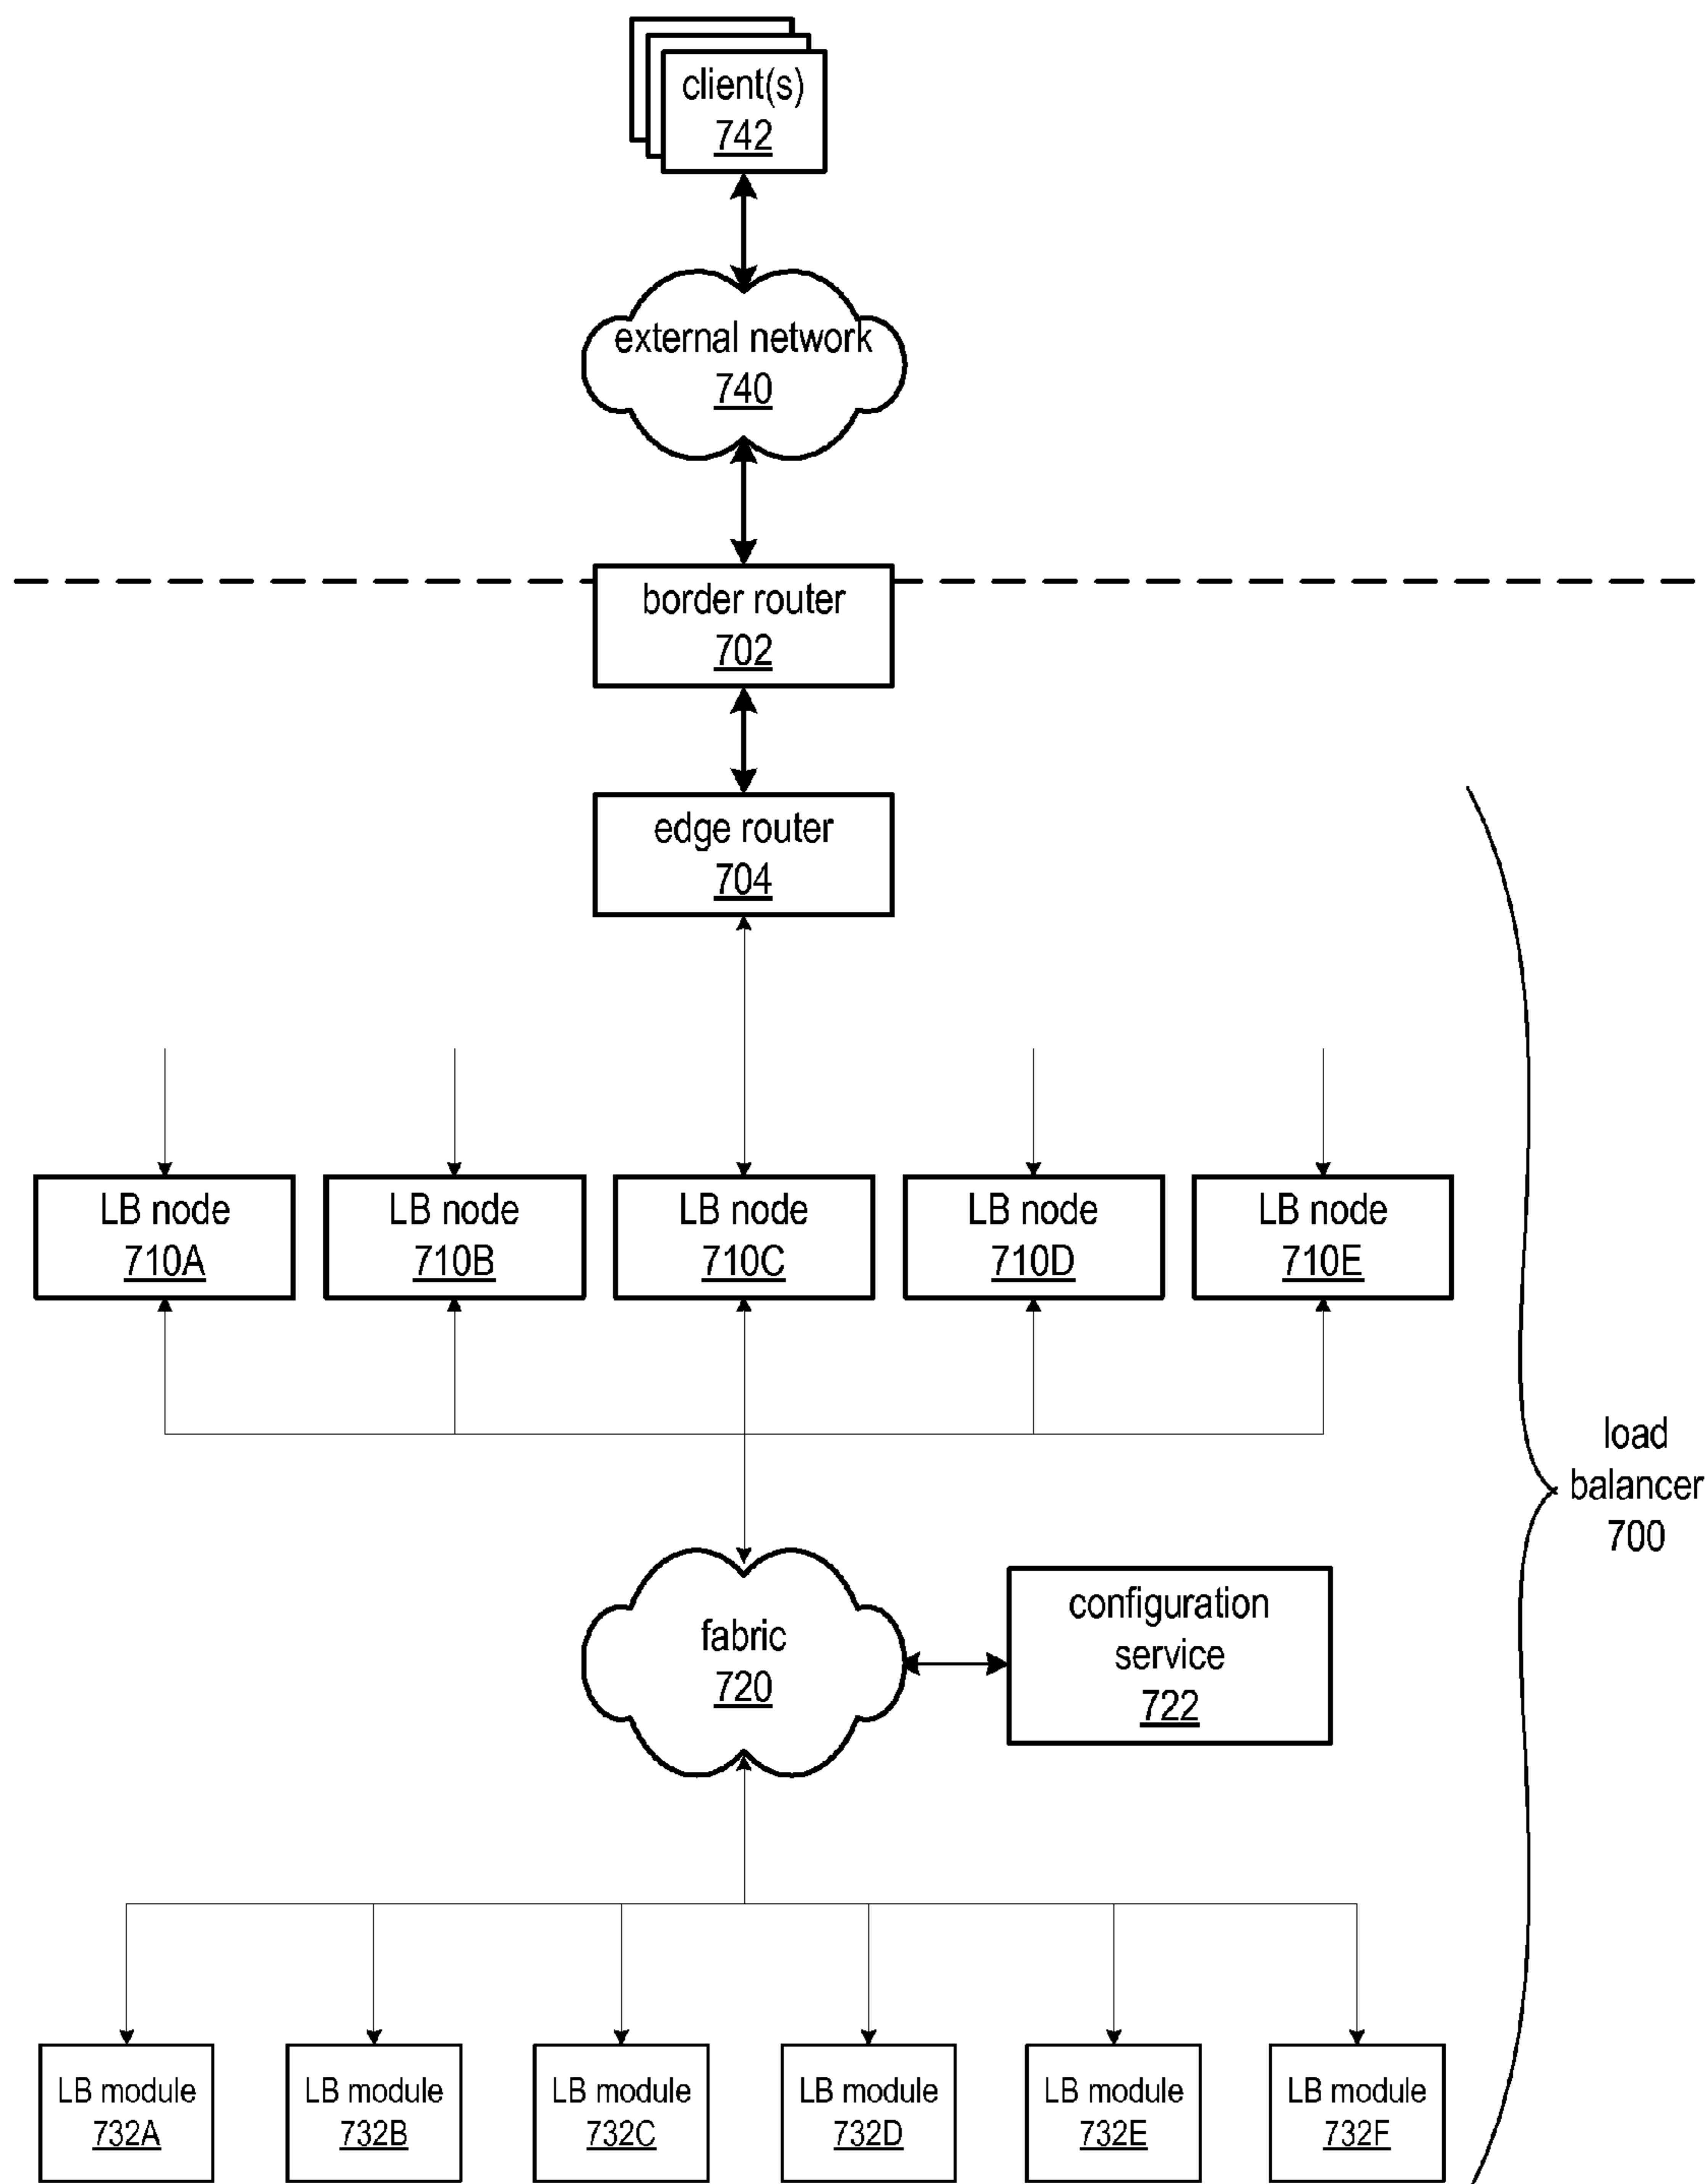 client(s)
742
external network
740
border router
702
edge router
704
LB node
710A
LB node
710B
LB node
710C
LB node
710D
LB node
710E
load
balancer
700
fabric
720
configuration
service
722
LB module
732A
LB module
732B
LB module
732C
LB module
732D
LB module
732E
LB module
732F